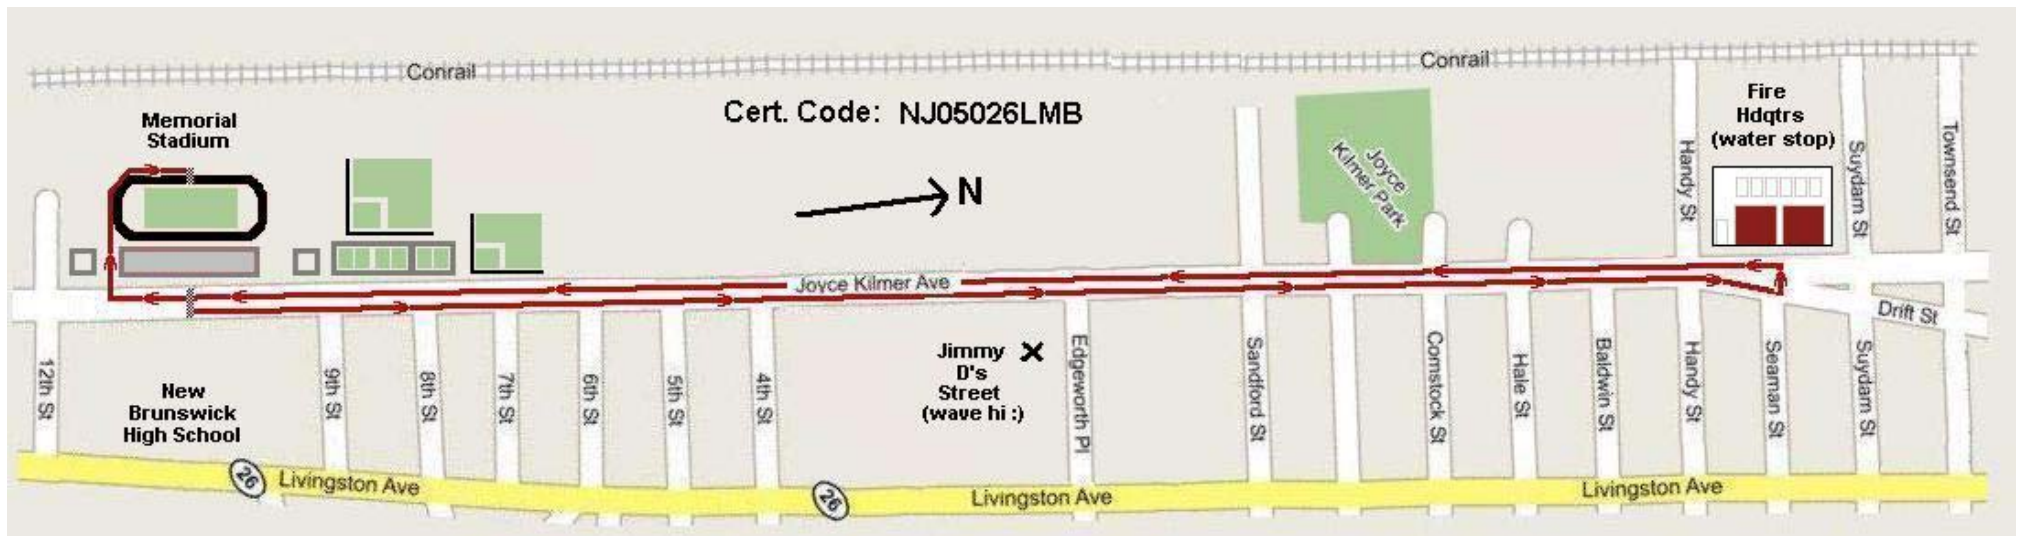 Conrail
Conrail
Cert. Code: NJ05026LMB
Memorial
Stadium
Fire
Hdqtrs
(water stop)
N
Joyce
Kilmer Park
Handy St
Suydam St
Townsend St
Joyce Kilmer Ave
Drift St
12th St
New
Brunswick
High School
9th St
8th St
7th St
6th St
5th St
4th St
Jimmy
D's
Street
(wave hi :)
Edgeworth Pl
Sandford St
Comstock St
Hale St
Baldwin St
Handy St
Seaman St
Suydam St
26
Livingston Ave
26
Livingston Ave
Livingston Ave